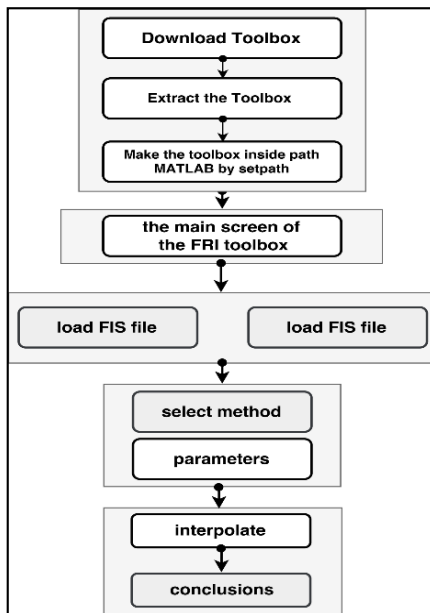 Download Toolbox
Extract the Toolbox
Make the toolbox inside path
MATLAB by setpath
the main screen of
the FRI toolbox
load FIS file
load FIS file
select method
parameters
interpolate
conclusions